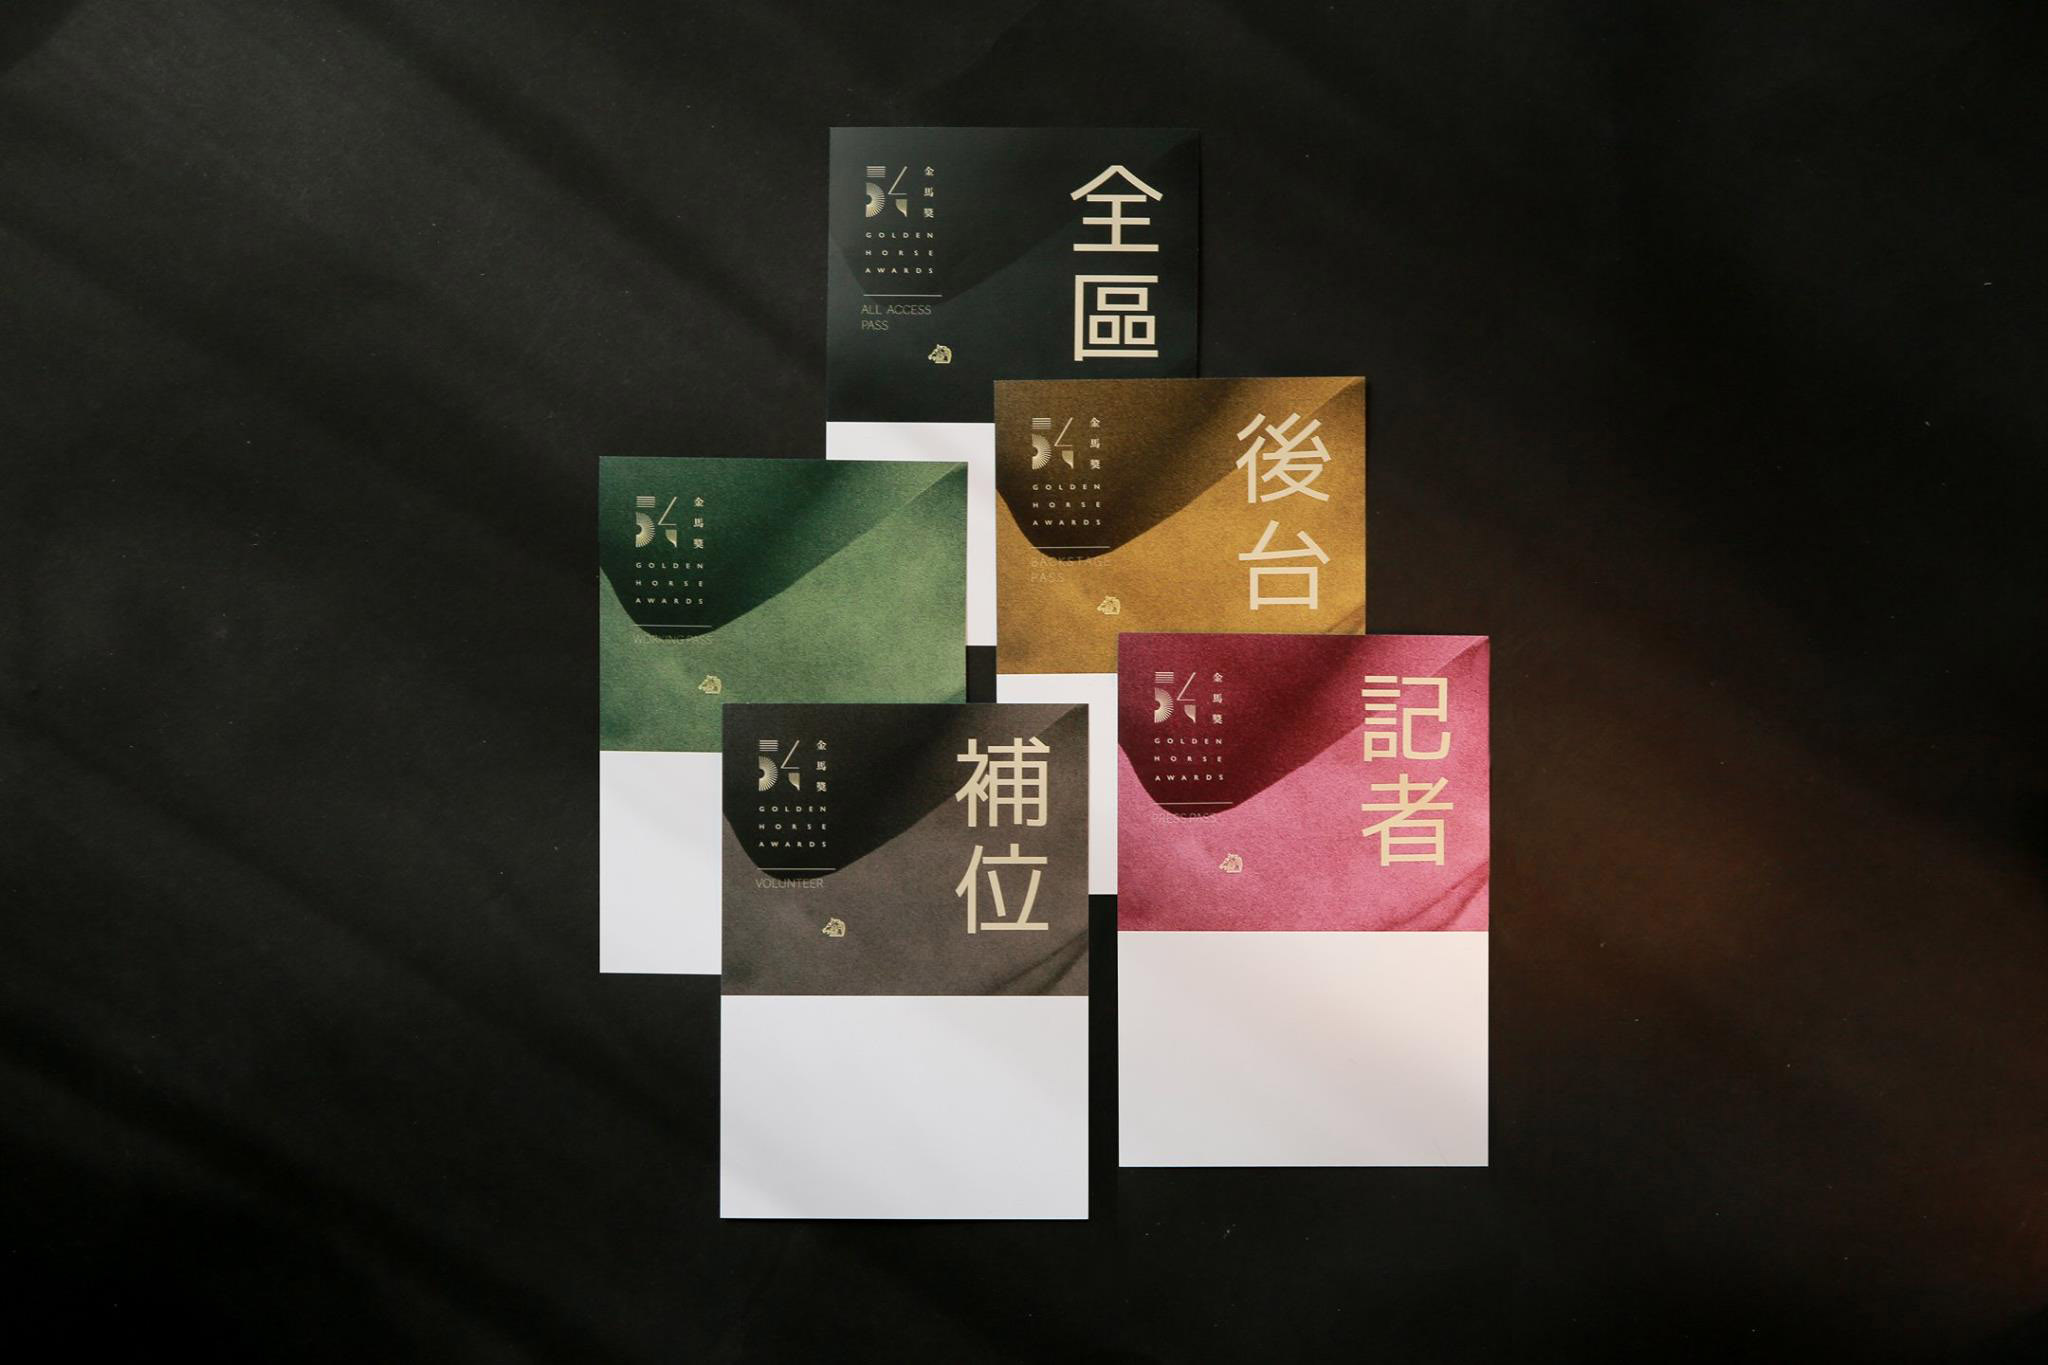 54 金馬獎
GOLDEN
HORSE
AWARDS
ALL ACCESS
PASS
全區
54 金馬獎
GOLDEN
HORSE
AWARDS
BACKSTAGE
PASS
後台
54 金馬獎
GOLDEN
HORSE
AWARDS
WORKING PASS
54 金馬獎
GOLDEN
HORSE
AWARDS
PRESS PASS
記者
54 金馬獎
GOLDEN
HORSE
AWARDS
VOLUNTEER
補位